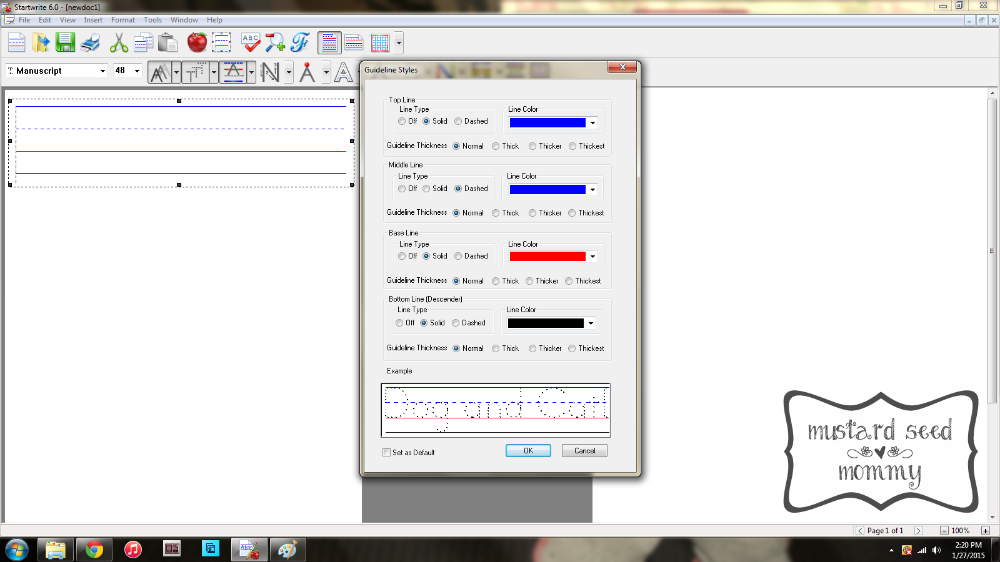 Startwrite 6.0 - [newdoc1]
File Edit View Insert Format Tools Window Help
ABC
Manuscript 48
Guideline Styles
Top Line
Line Type Line Color
Off Solid Dashed
Guideline Thickness Normal Thick Thicker Thickest
Middle Line
Line Type Line Color
Off Solid Dashed
Guideline Thickness Normal Thick Thicker Thickest
Base Line
Line Type Line Color
Off Solid Dashed
Guideline Thickness Normal Thick Thicker Thickest
Bottom Line (Descender)
Line Type Line Color
Off Solid Dashed
Guideline Thickness Normal Thick Thicker Thickest
Example
Dog and Cat
Set as Default OK Cancel
mustard seed
mommy
Page 1 of 1 100%
Abc
2:20 PM
1/27/2015